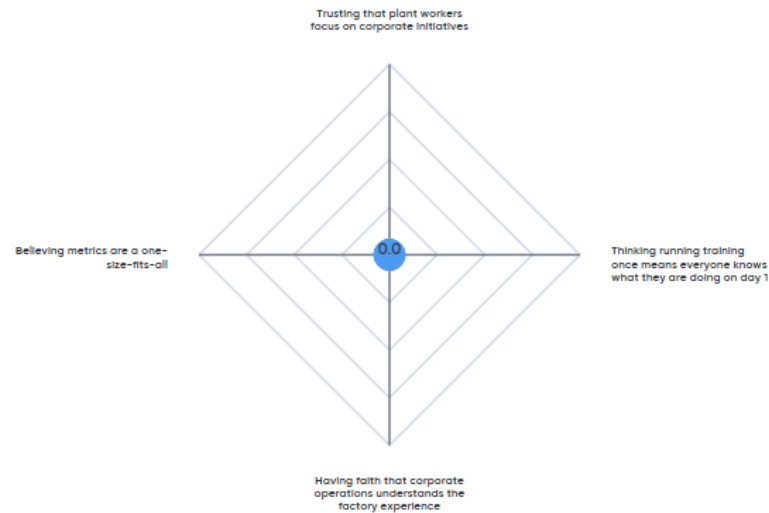 Trusting that plant workers
focus on corporate initiatives
Believing metrics are a one-
size-fits-all
0.0
Thinking running training
once means everyone knows
what they are doing on day 1
Having faith that corporate
operations understands the
factory experience